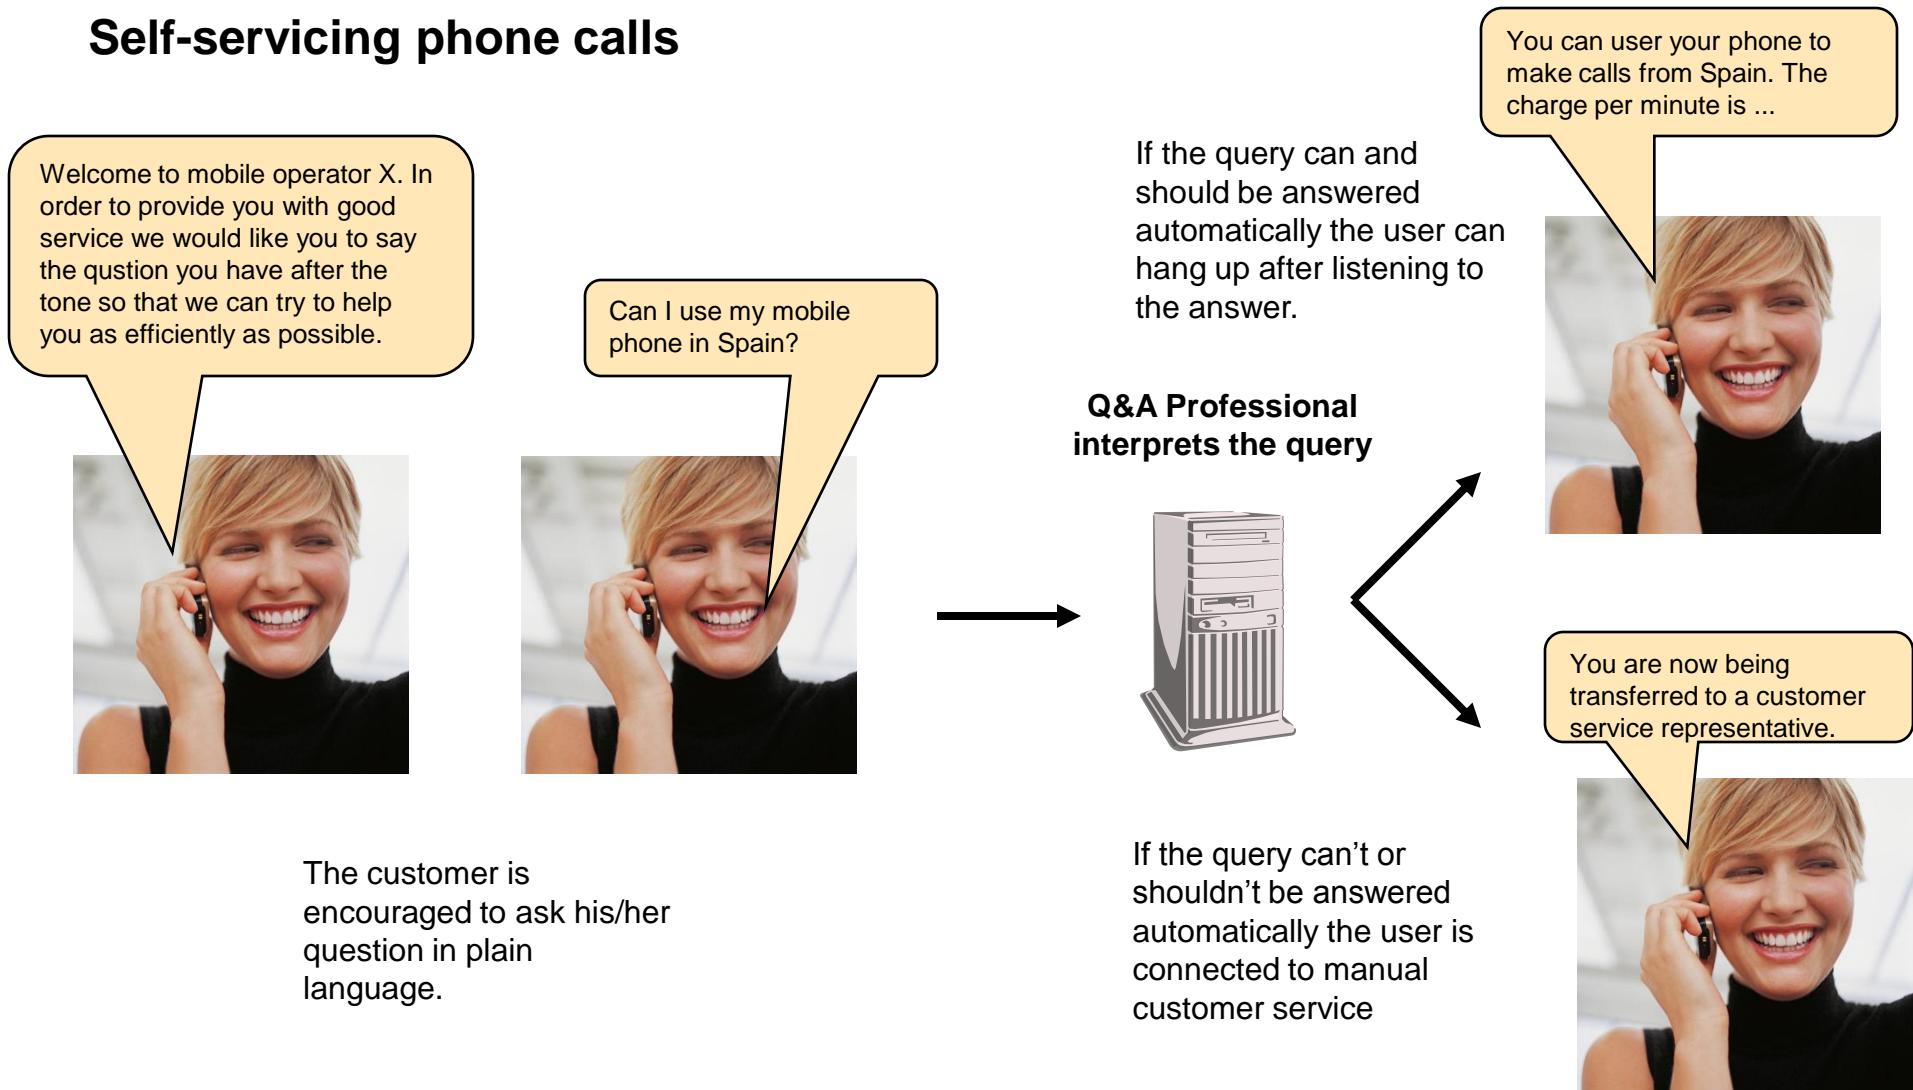 Self-servicing phone calls
Welcome to mobile operator X. In
order to provide you with good
service we would like you to say
the qustion you have after the
tone so that we can try to help
you as efficiently as possible.
Can I use my mobile
phone in Spain?
The customer is
encouraged to ask his/her
question in plain
language.
If the query can and
should be answered
automatically the user can
hang up after listening to
the answer.
Q&A Professional
interprets the query
If the query can't or
shouldn't be answered
automatically the user is
connected to manual
customer service
You can user your phone to
make calls from Spain. The
charge per minute is ...
You are now being
transferred to a customer
service representative.